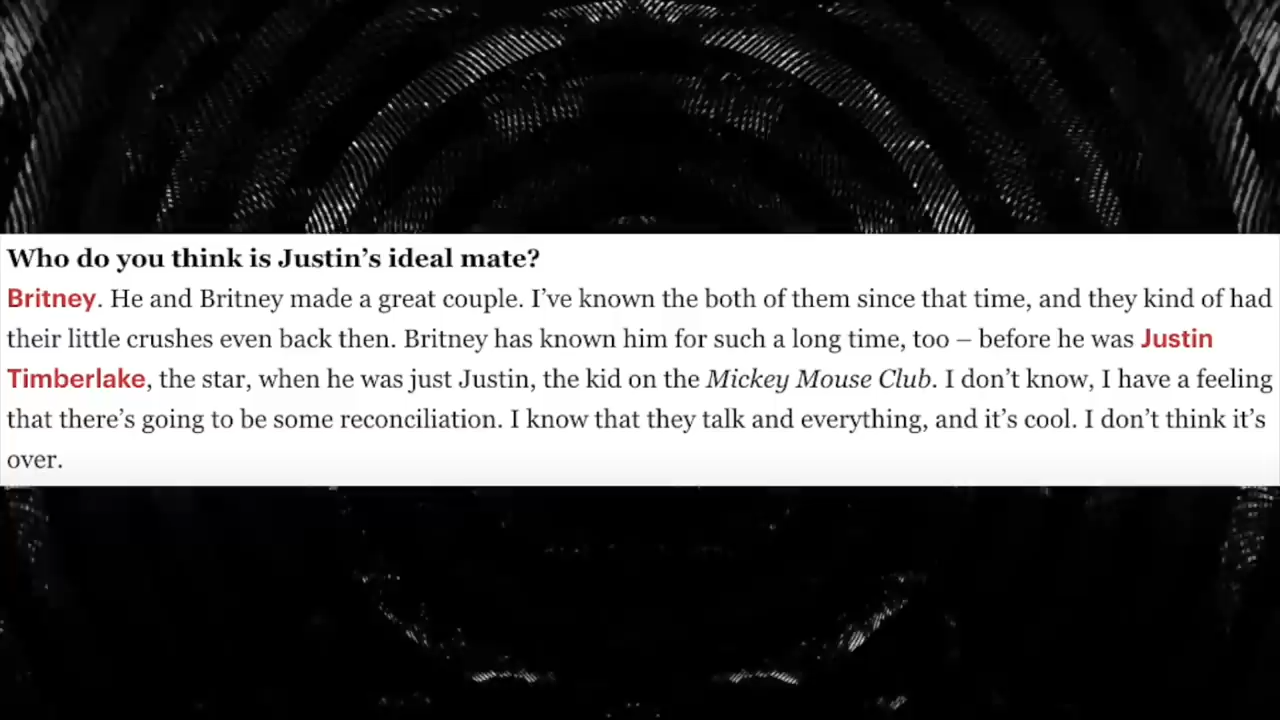 Who do you think is Justin’s ideal mate?
Britney. He and Britney made a great couple. I’ve known the both of them since that time, and they kind of had
their little crushes even back then. Britney has known him for such a long time, too – before he was Justin
Timberlake, the star, when he was just Justin, the kid on the Mickey Mouse Club. I don’t know, I have a feeling
that there’s going to be some reconciliation. I know that they talk and everything, and it’s cool. I don’t think it’s
over.